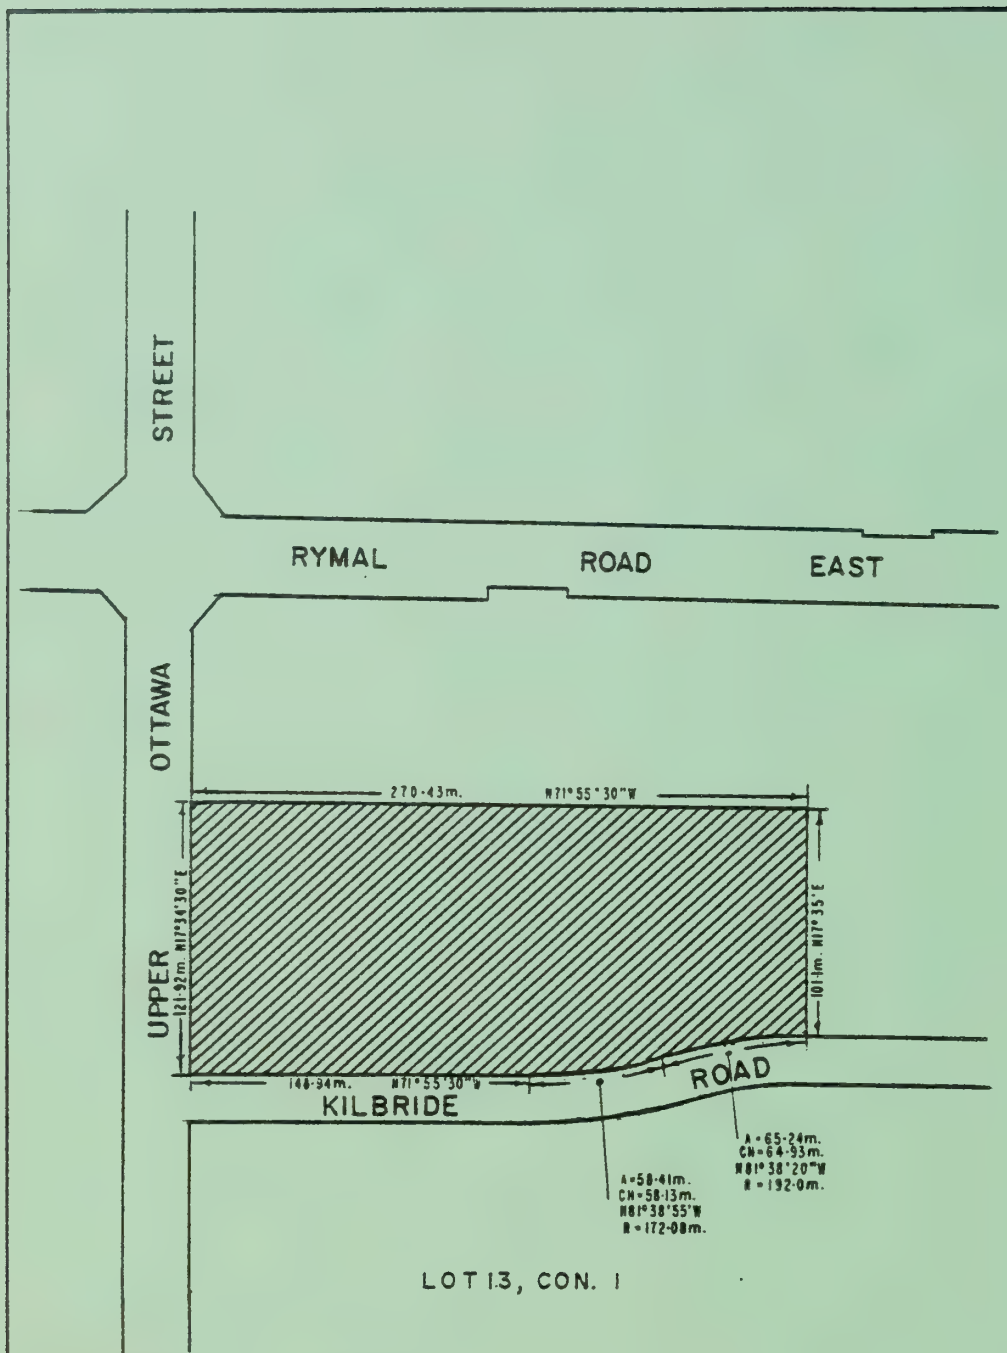 STREET
RYMAL ROAD EAST
OTTAWA
270·43m. N71°55'30"W
121·92m. N17°34'30"E
101·1m. N17°35'E
UPPER
148·94m. N71°55'30"W
ROAD
KILBRIDE
A=65·24m.
CH=64·93m.
N81°38'20"W
R=192·0m.
A=58·41m.
CH=58·13m.
N81°38'55"W
R=172·08m.
LOT 13, CON. 1